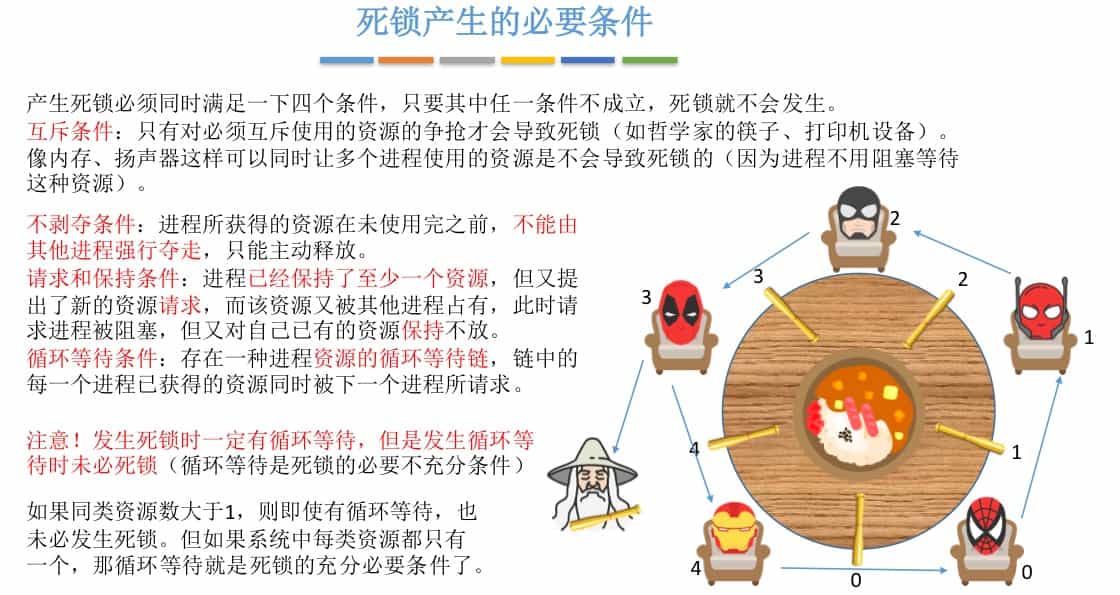 死锁产生的必要条件
产生死锁必须同时满足一下四个条件，只要其中任一条件不成立，死锁就不会发生。
互斥条件：只有对必须互斥使用的资源的争抢才会导致死锁（如哲学家的筷子、打印机设备）。
像内存、扬声器这样可以同时让多个进程使用的资源是不会导致死锁的（因为进程不用阻塞等待
这种资源）。
不剥夺条件：进程所获得的资源在未使用完之前，不能由
其他进程强行夺走，只能主动释放。
请求和保持条件：进程已经保持了至少一个资源，但又提
出了新的资源请求，而该资源又被其他进程占有，此时请
求进程被阻塞，但又对自己已有的资源保持不放。
循环等待条件：存在一种进程资源的循环等待链，链中的
每一个进程已获得的资源同时被下一个进程所请求。
注意！发生死锁时一定有循环等待，但是发生循环等
待时未必死锁（循环等待是死锁的必要不充分条件）
如果同类资源数大于1，则即使有循环等待，也
未必发生死锁。但如果系统中每类资源都只有
一个，那循环等待就是死锁的充分必要条件了。
2
3
2
3
1
4
1
4
0
0